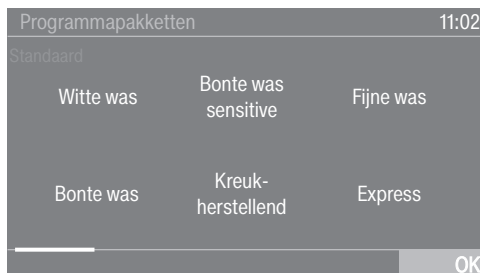 Programmapakketten 11:02
Standaard
Witte was
Bonte was
sensitive
Fijne was
Bonte was
Kreuk-
herstellend
Express
OK